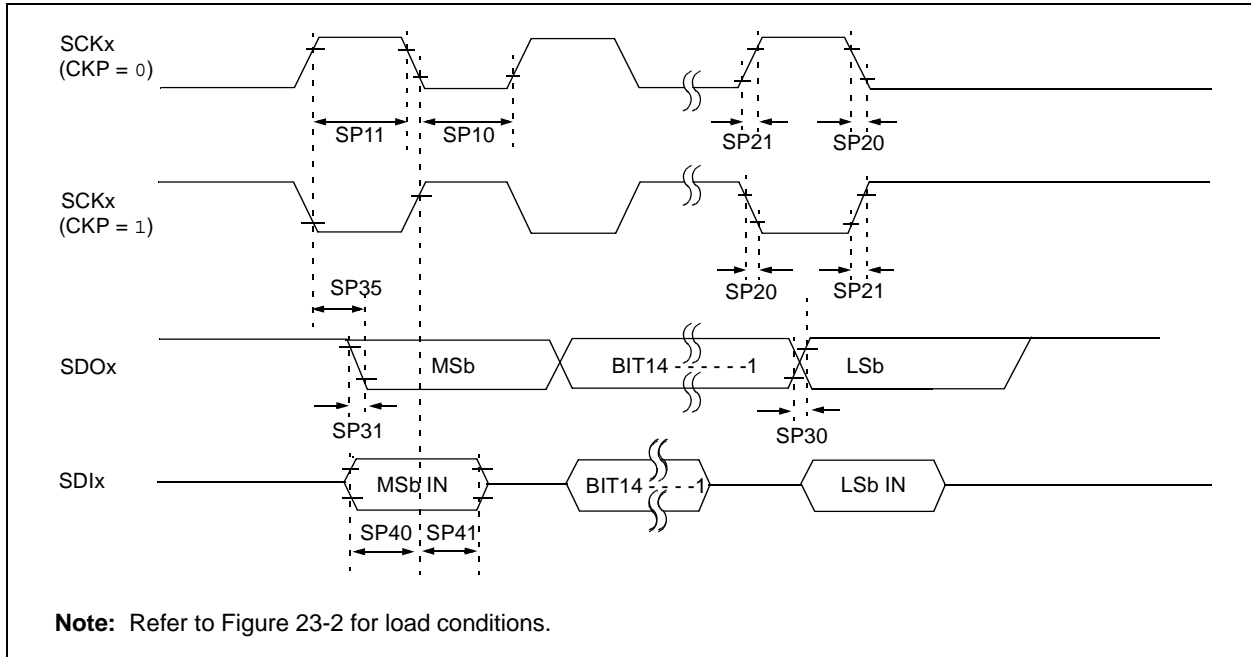 SCKx
(CKP = 0)
SP11
SP10
SP21
SP20
SCKx
(CKP = 1)
SP35
SP20
SP21
SDOx
MSb
BIT14 - - - - - -1
LSb
SP31
SP30
SDIx
MSb IN
BIT14 - - - - -1
LSb IN
SP40
SP41
Note: Refer to Figure 23-2 for load conditions.